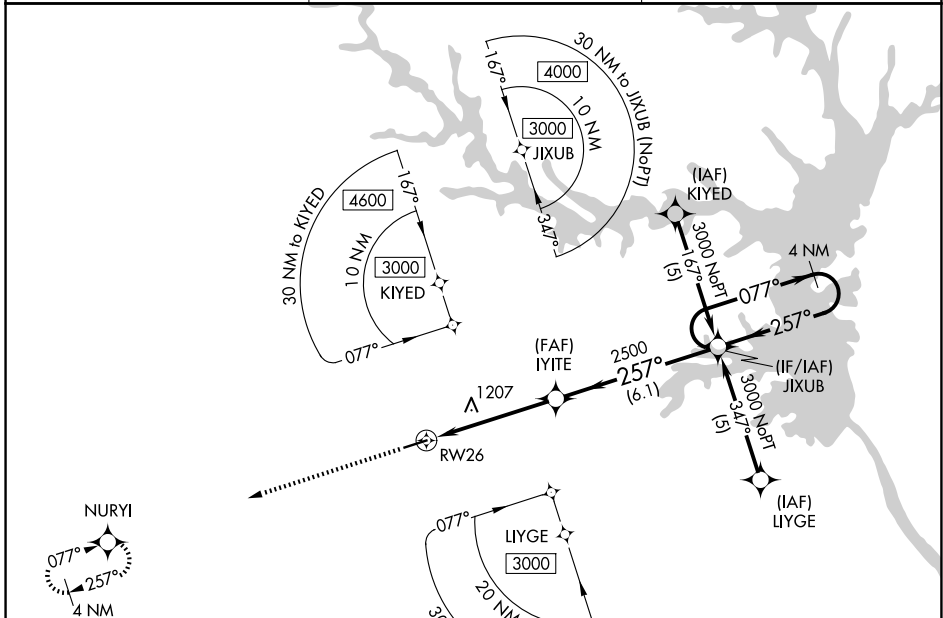 30 NM to JIXUB (NoPT)
167°
4000
10 NM
3000
JIXUB
347°
(IAF)
KIYED
3000 NoPT
167°
(5)
4 NM
077°
257°
(IF/IAF)
JIXUB
3000 NoPT
347°
(5)
(IAF)
LIYGE
30 NM to KIYED
167°
4600
10 NM
3000
KIYED
077°
(FAF)
IYITE
2500
257°
(6.1)
1207
RW26
NURYI
077°
257°
4 NM
077°
LIYGE
3000
20 NM
30